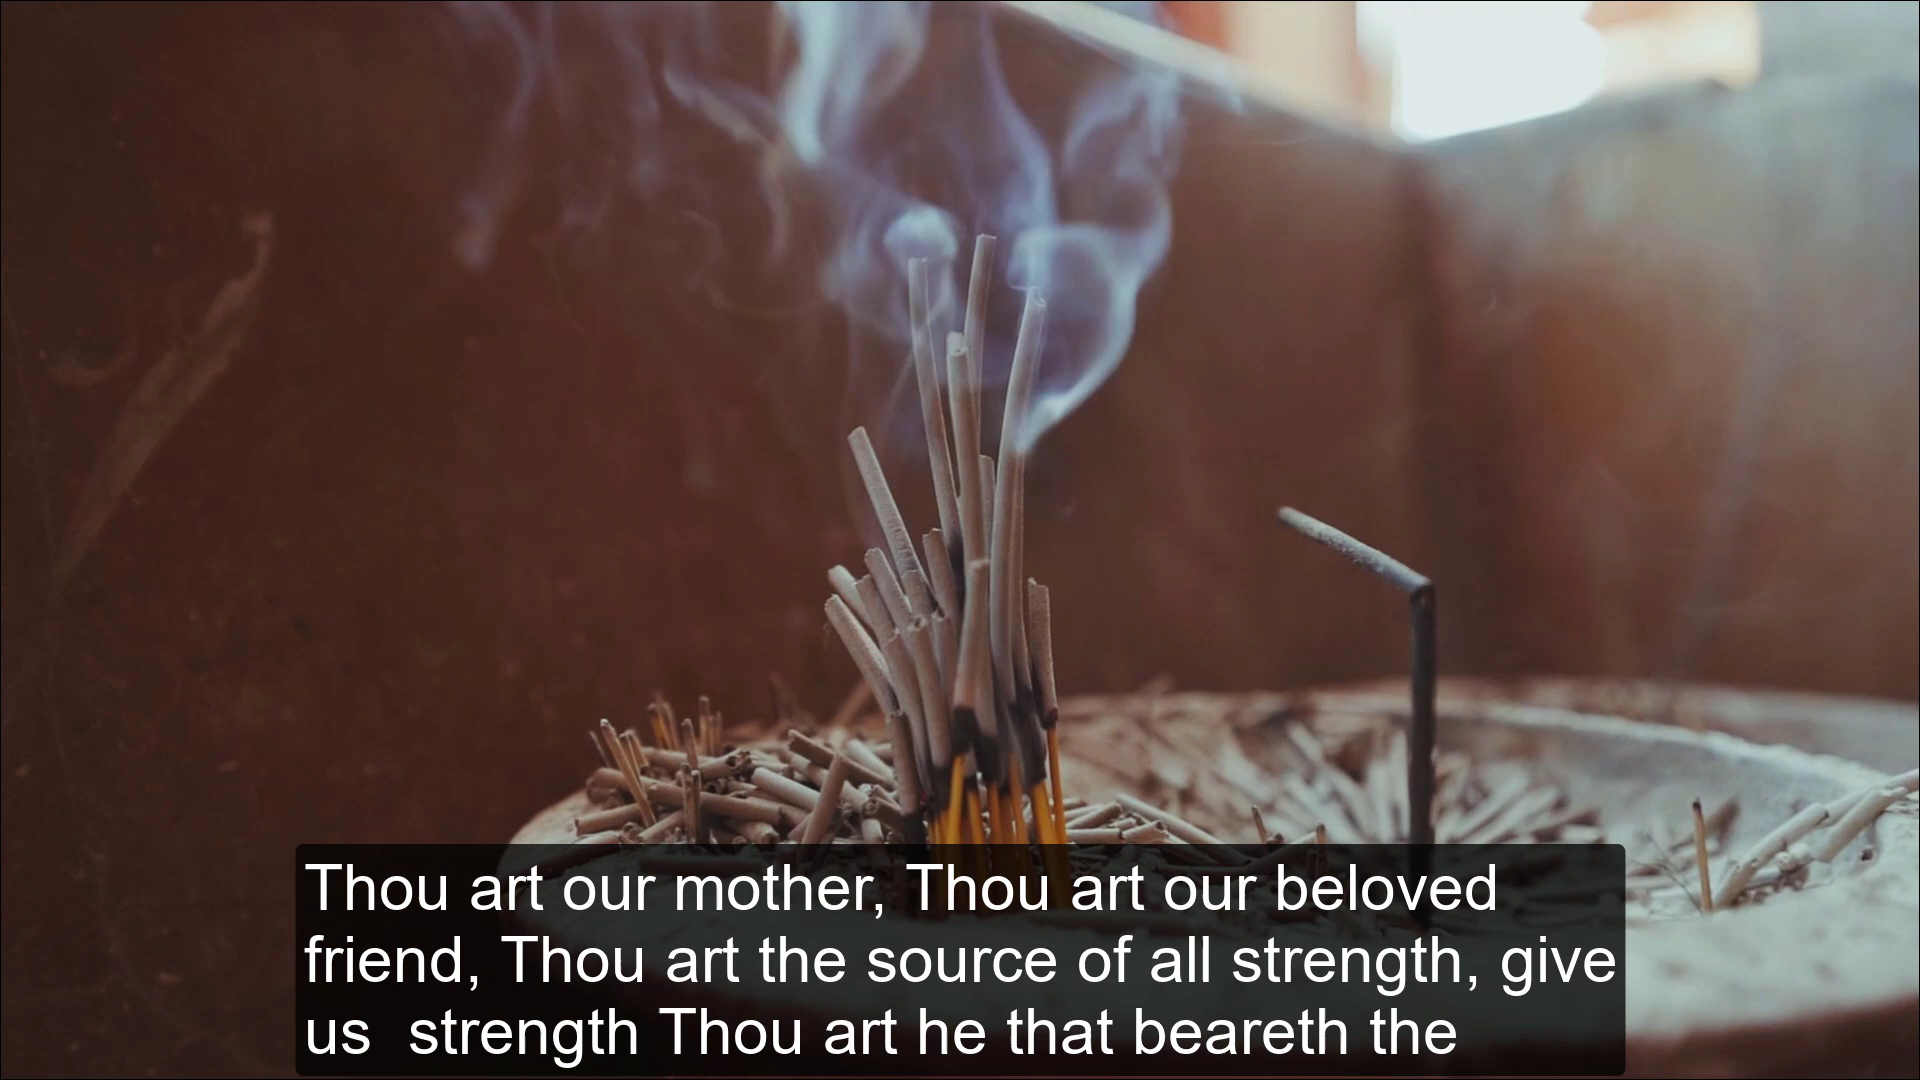 Thou art our mother, Thou art our beloved
friend, Thou art the source of all strength, give
us  strength Thou art he that beareth the